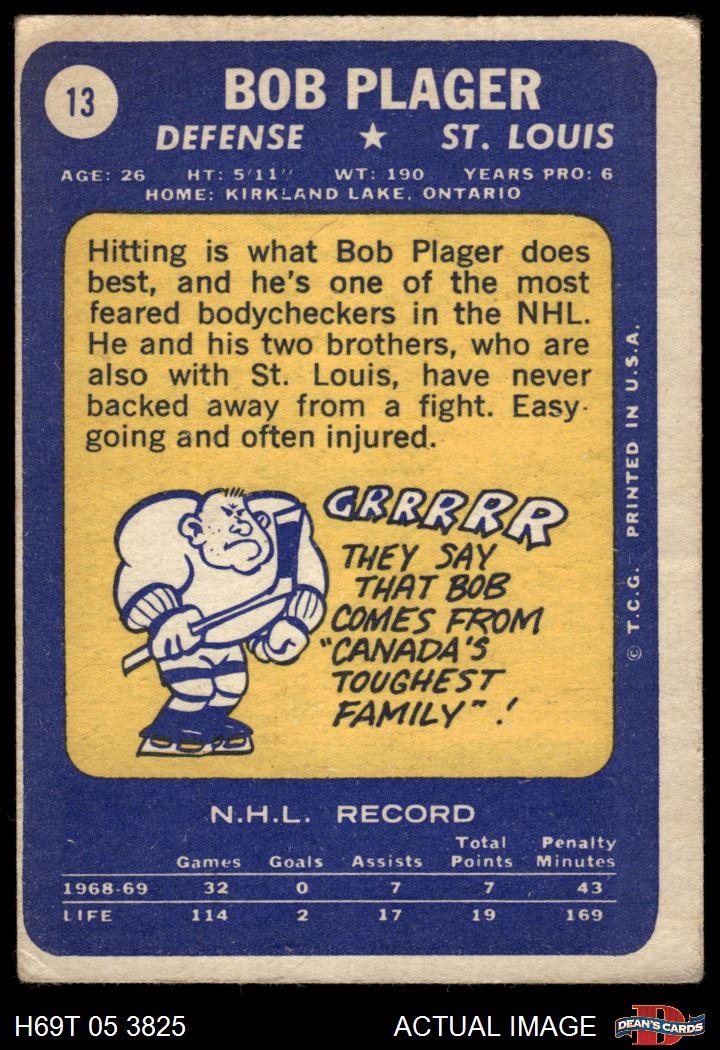 13
BOB PLAGER
DEFENSE ★ ST. LOUIS
AGE: 26 HT: 5'11" WT: 190 YEARS PRO: 6
HOME: KIRKLAND LAKE, ONTARIO
Hitting is what Bob Plager does
best, and he's one of the most
feared bodycheckers in the NHL.
He and his two brothers, who are
also with St. Louis, have never
backed away from a fight. Easy-
going and often injured.
GRRRRR
THEY SAY
THAT BOB
COMES FROM
"CANADA'S
TOUGHEST
FAMILY"!
© T.C.G. PRINTED IN U.S.A.
N.H.L. RECORD
Games Goals Assists Total Points Penalty Minutes
1968-69 32 0 7 7 43
LIFE 114 2 17 19 169
H69T 05 3825 ACTUAL IMAGE
D
DEAN'S CARDS